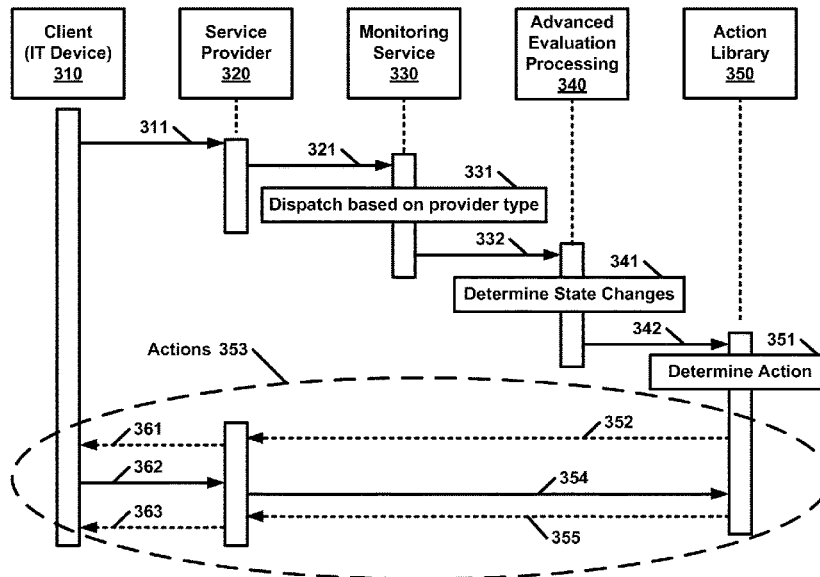 Client
(IT Device)
310
Service
Provider
320
Monitoring
Service
330
Advanced
Evaluation
Processing
340
Action
Library
350
311
321
331
Dispatch based on provider type
332
341
Determine State Changes
342
351
Determine Action
Actions 353
361
352
362
354
363
355